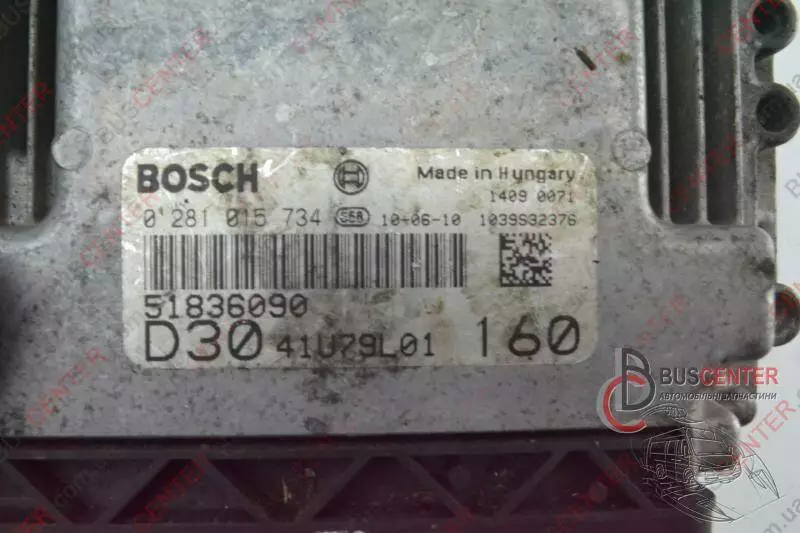 BOSCH Made in Hungary
1409 0071
0 281 015 734 10-06-10 1039S32376
51836090
D30 41U79L01 160
BUSCENTER
АВТОМОБІЛЬНІ ЗАПЧАСТИНИ